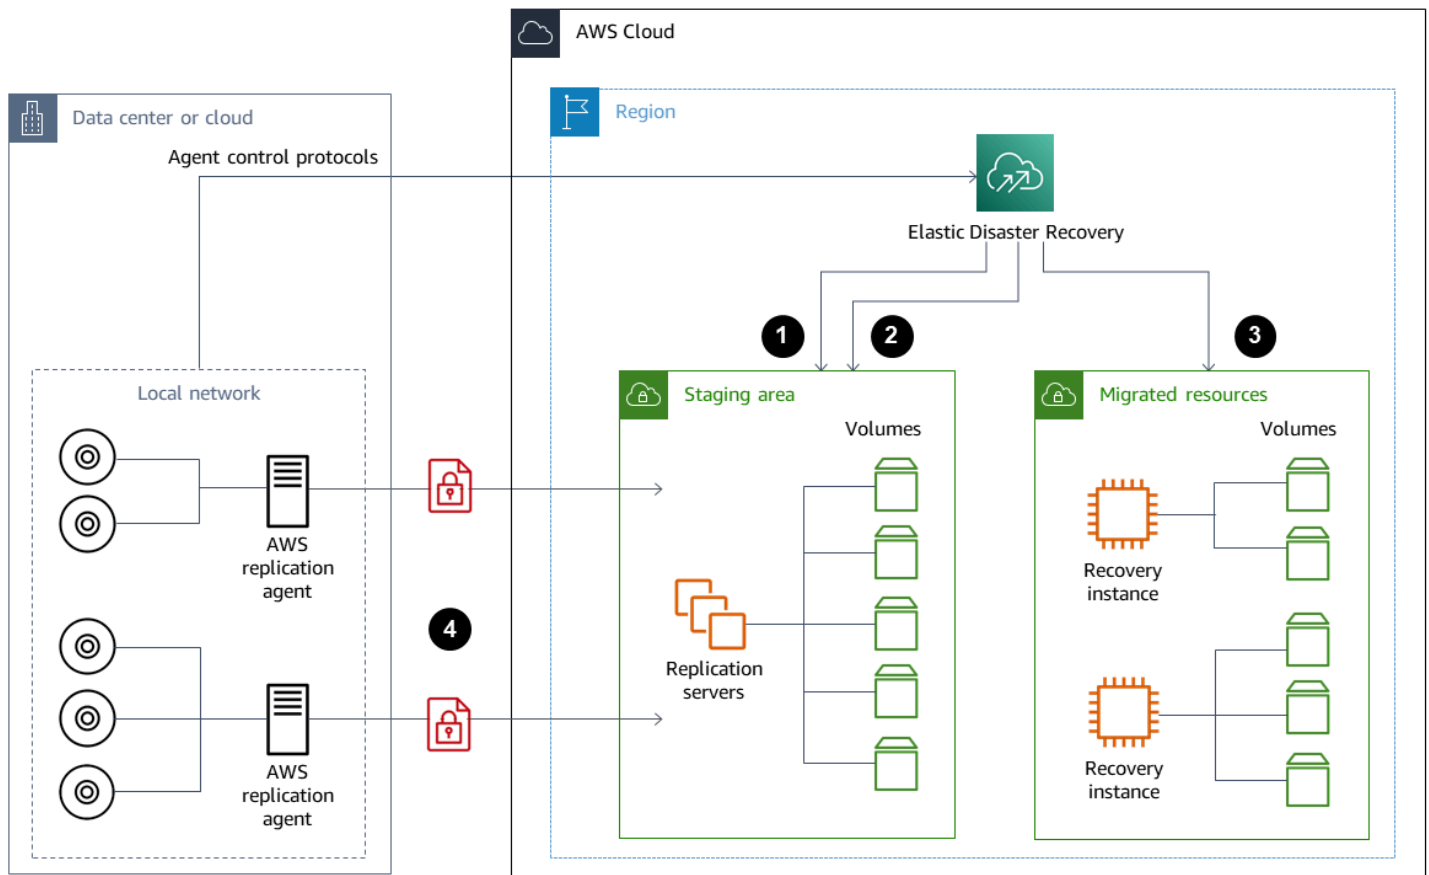 AWS Cloud
Data center or cloud
Region
Agent control protocols
Elastic Disaster Recovery
1
2
3
Local network
Staging area
Migrated resources
Volumes
Volumes
AWS
replication
agent
Recovery
instance
4
Replication
servers
AWS
replication
agent
Recovery
instance